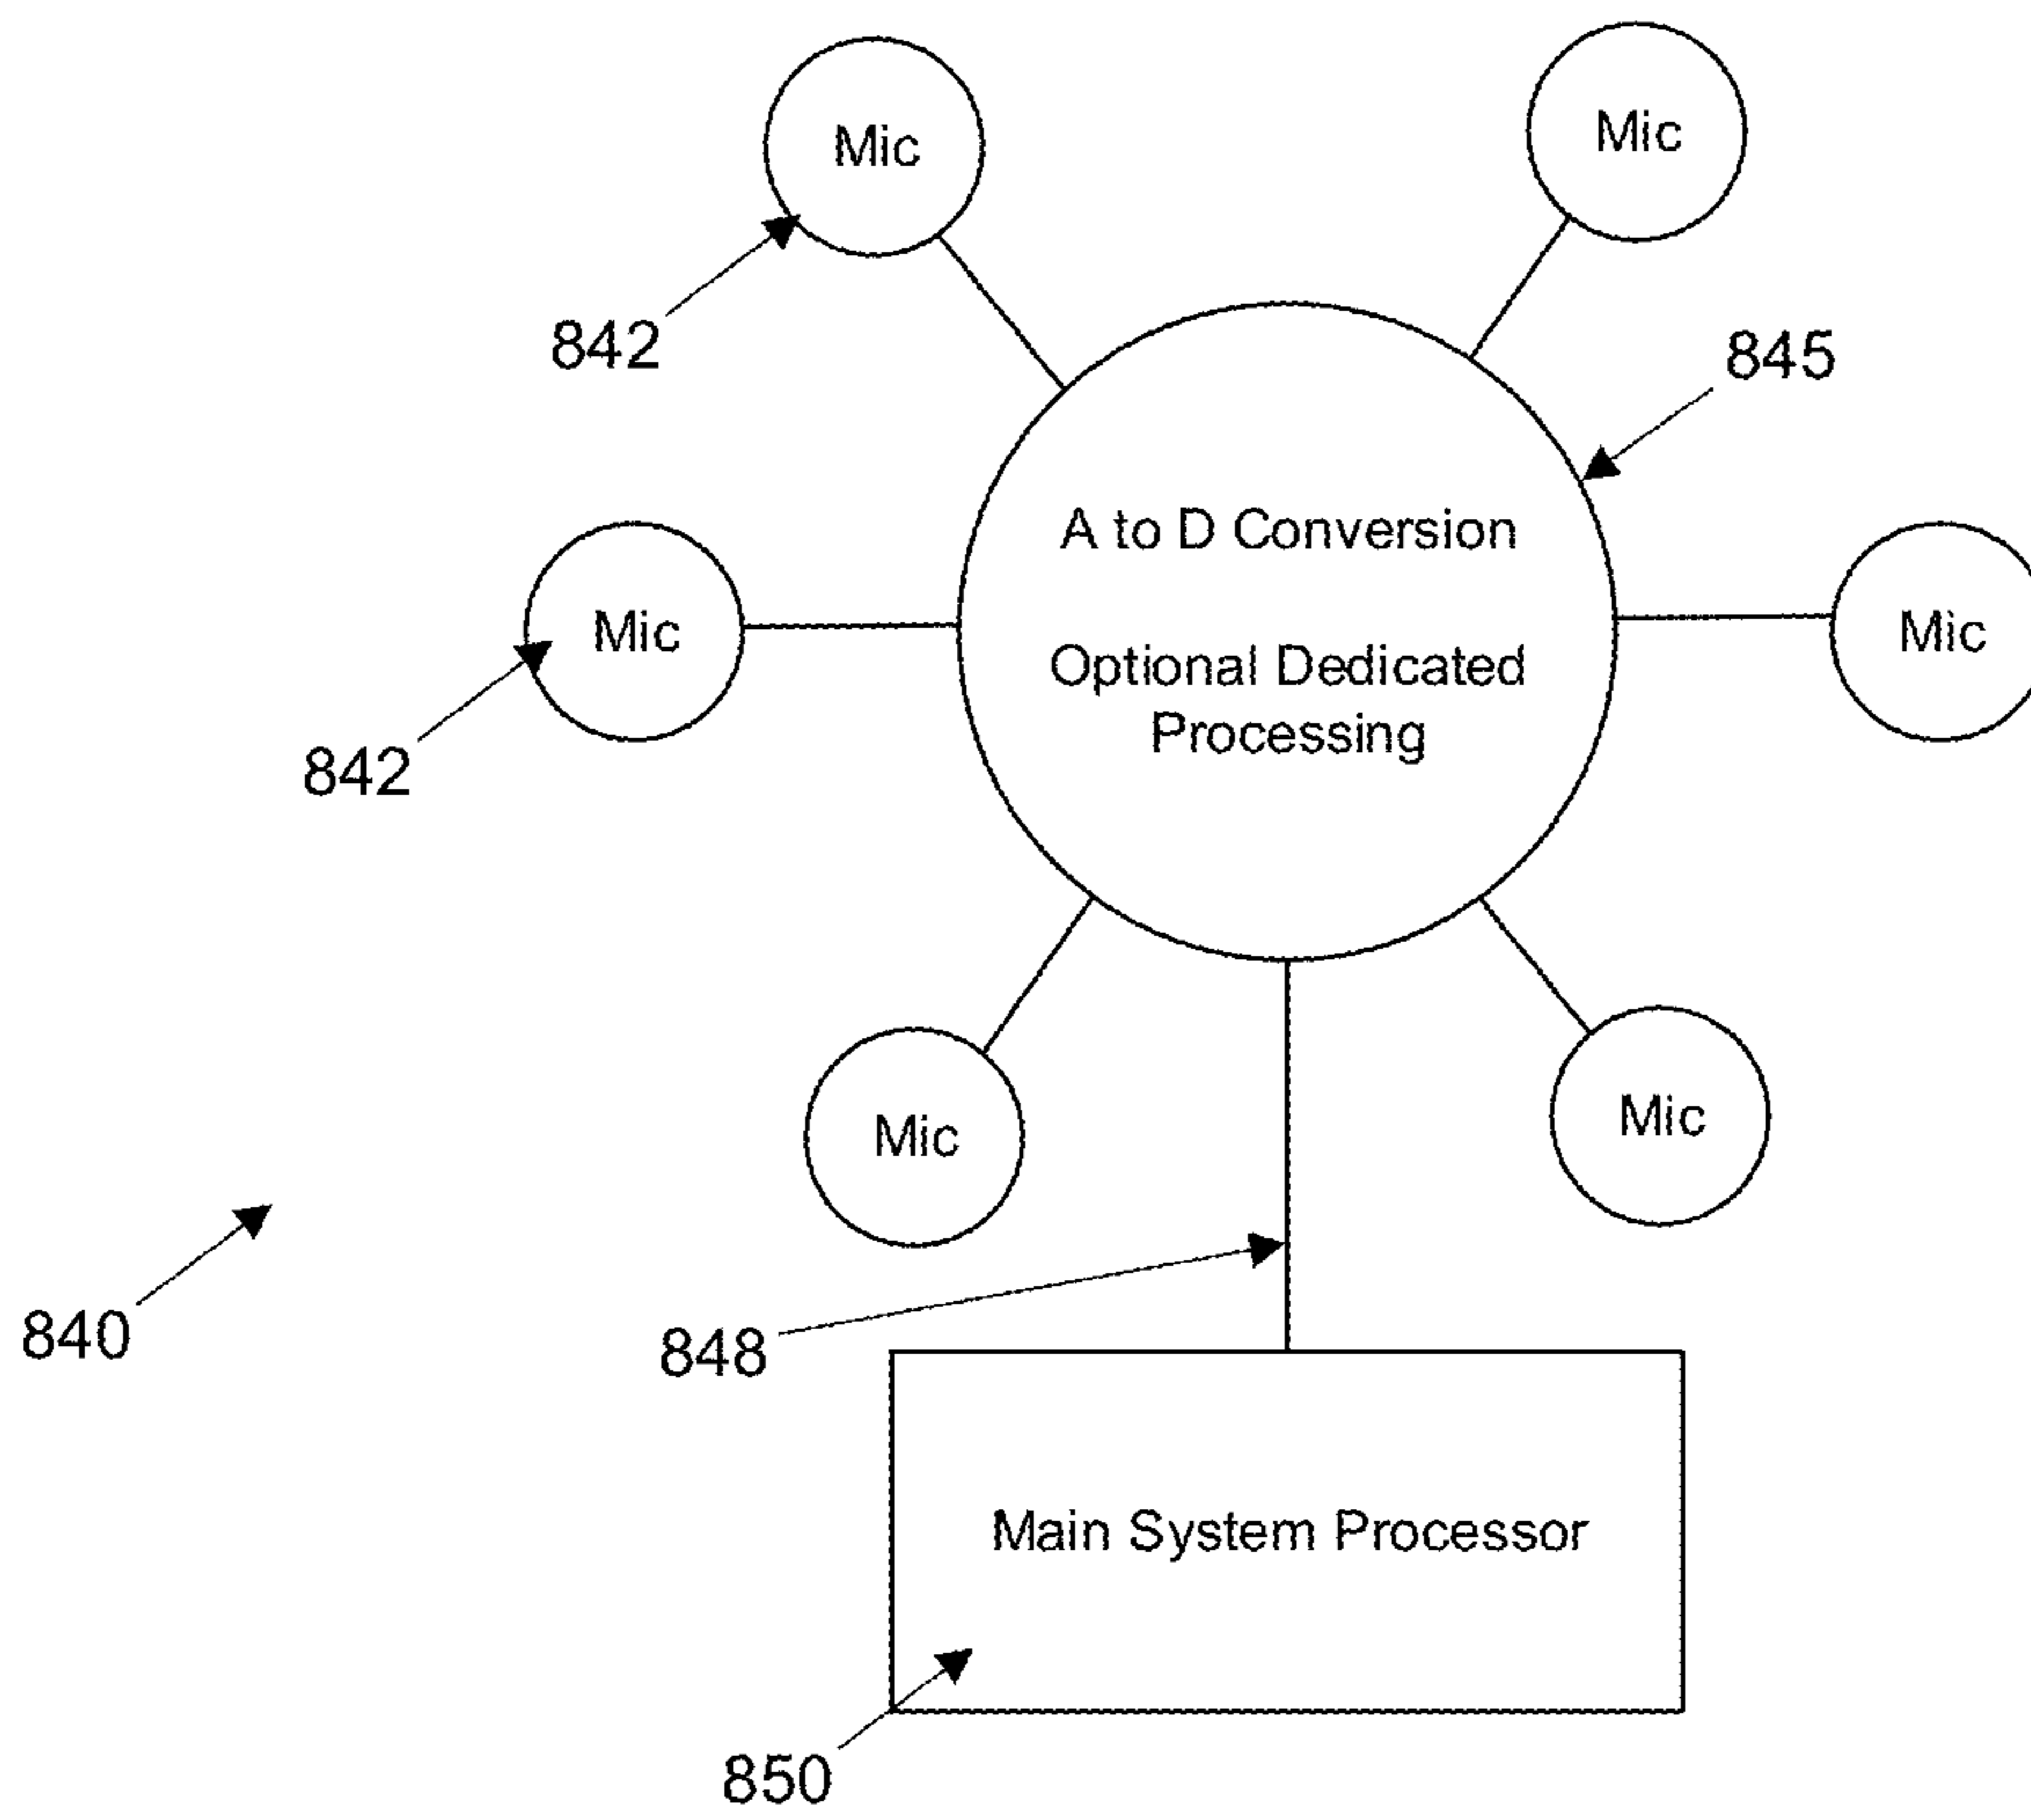 Mic
Mic
842
845
A to D Conversion
Mic
Mic
Optional Dedicated
Processing
842
Mic
Mic
840
848
Main System Processor
850